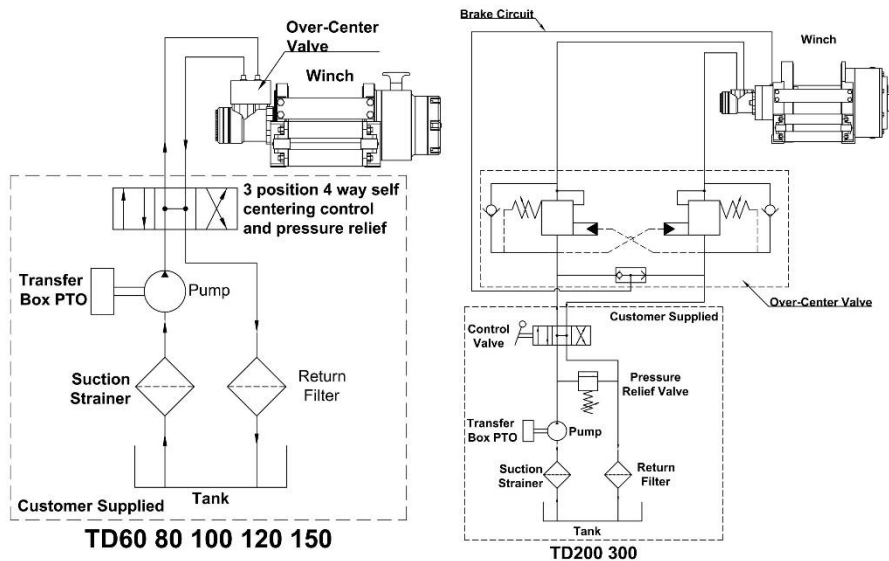 Over-Center
Valve
Winch
3 position 4 way self
centering control
and pressure relief
Transfer
Box PTO
Pump
Suction
Strainer
Return
Filter
Tank
Customer Supplied
TD60 80 100 120 150
Brake Circuit
Winch
Over-Center Valve
Customer Supplied
Control
Valve
Pressure
Relief Valve
Transfer
Box PTO
Pump
Suction
Strainer
Return
Filter
Tank
TD200 300